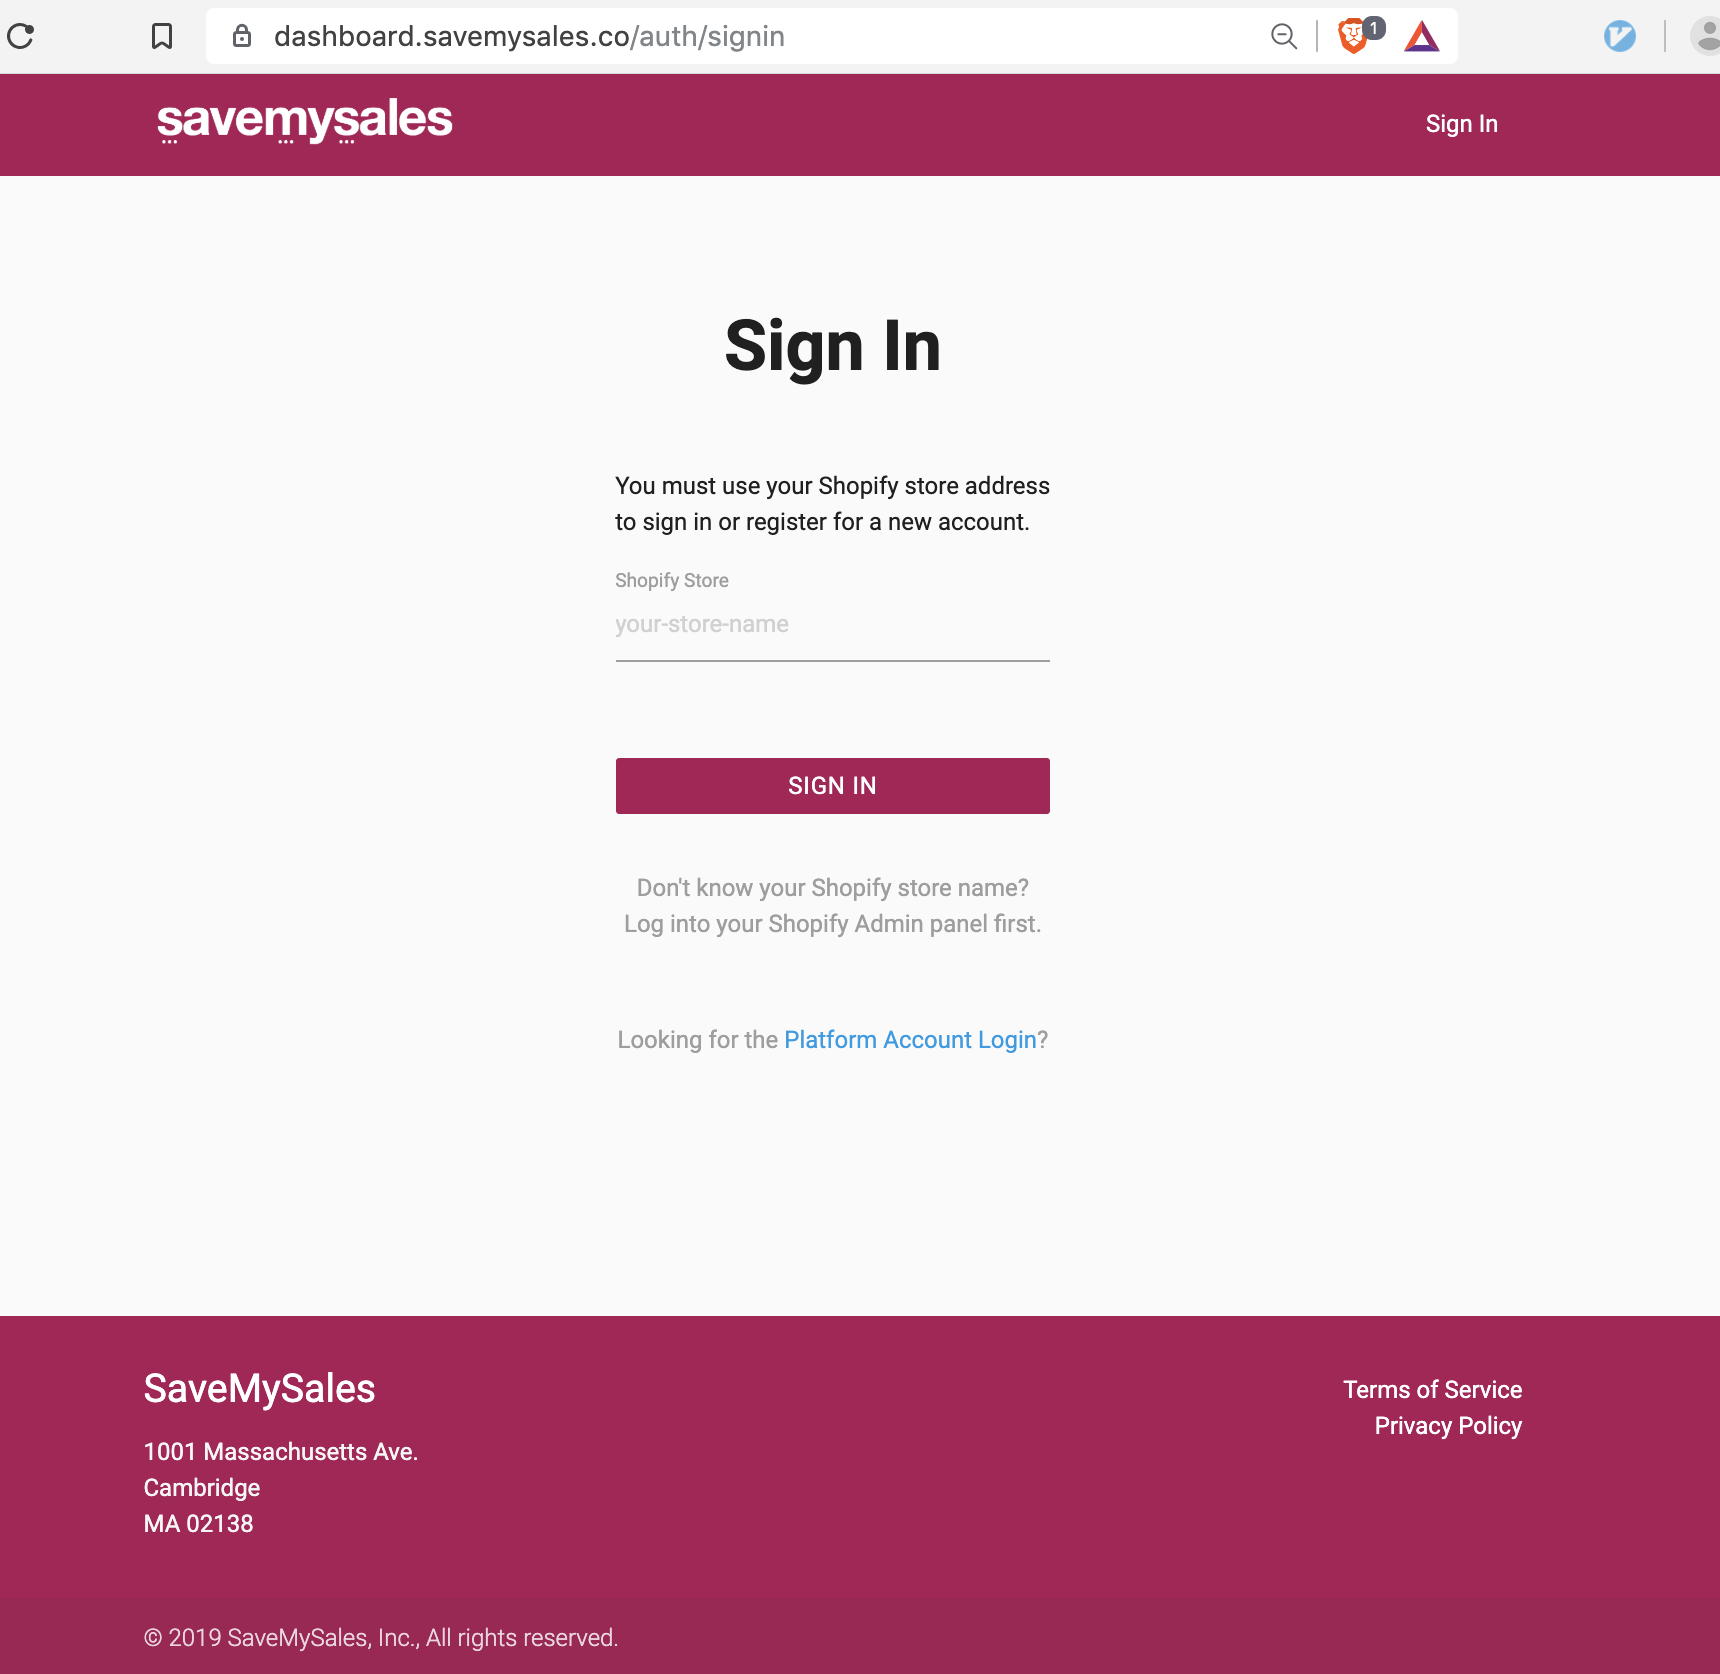 dashboard.savemysales.co/auth/signin
1
savemysales
Sign In
Sign In
You must use your Shopify store address
to sign in or register for a new account.
Shopify Store
your-store-name
SIGN IN
Don't know your Shopify store name?
Log into your Shopify Admin panel first.
Looking for the Platform Account Login?
SaveMySales
1001 Massachusetts Ave.
Cambridge
MA 02138
Terms of Service
Privacy Policy
© 2019 SaveMySales, Inc., All rights reserved.